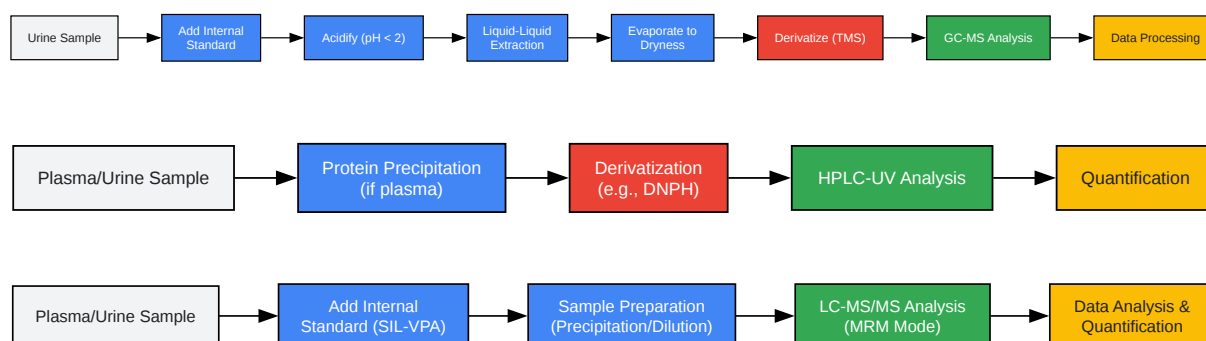 Urine Sample
Add Internal
Standard
Acidify (pH < 2)
Liquid-Liquid
Extraction
Evaporate to
Dryness
Derivatize (TMS)
GC-MS Analysis
Data Processing
Plasma/Urine Sample
Protein Precipitation
(if plasma)
Derivatization
(e.g., DNPH)
HPLC-UV Analysis
Quantification
Plasma/Urine Sample
Add Internal
Standard (SIL-VPA)
Sample Preparation
(Precipitation/Dilution)
LC-MS/MS Analysis
(MRM Mode)
Data Analysis &
Quantification